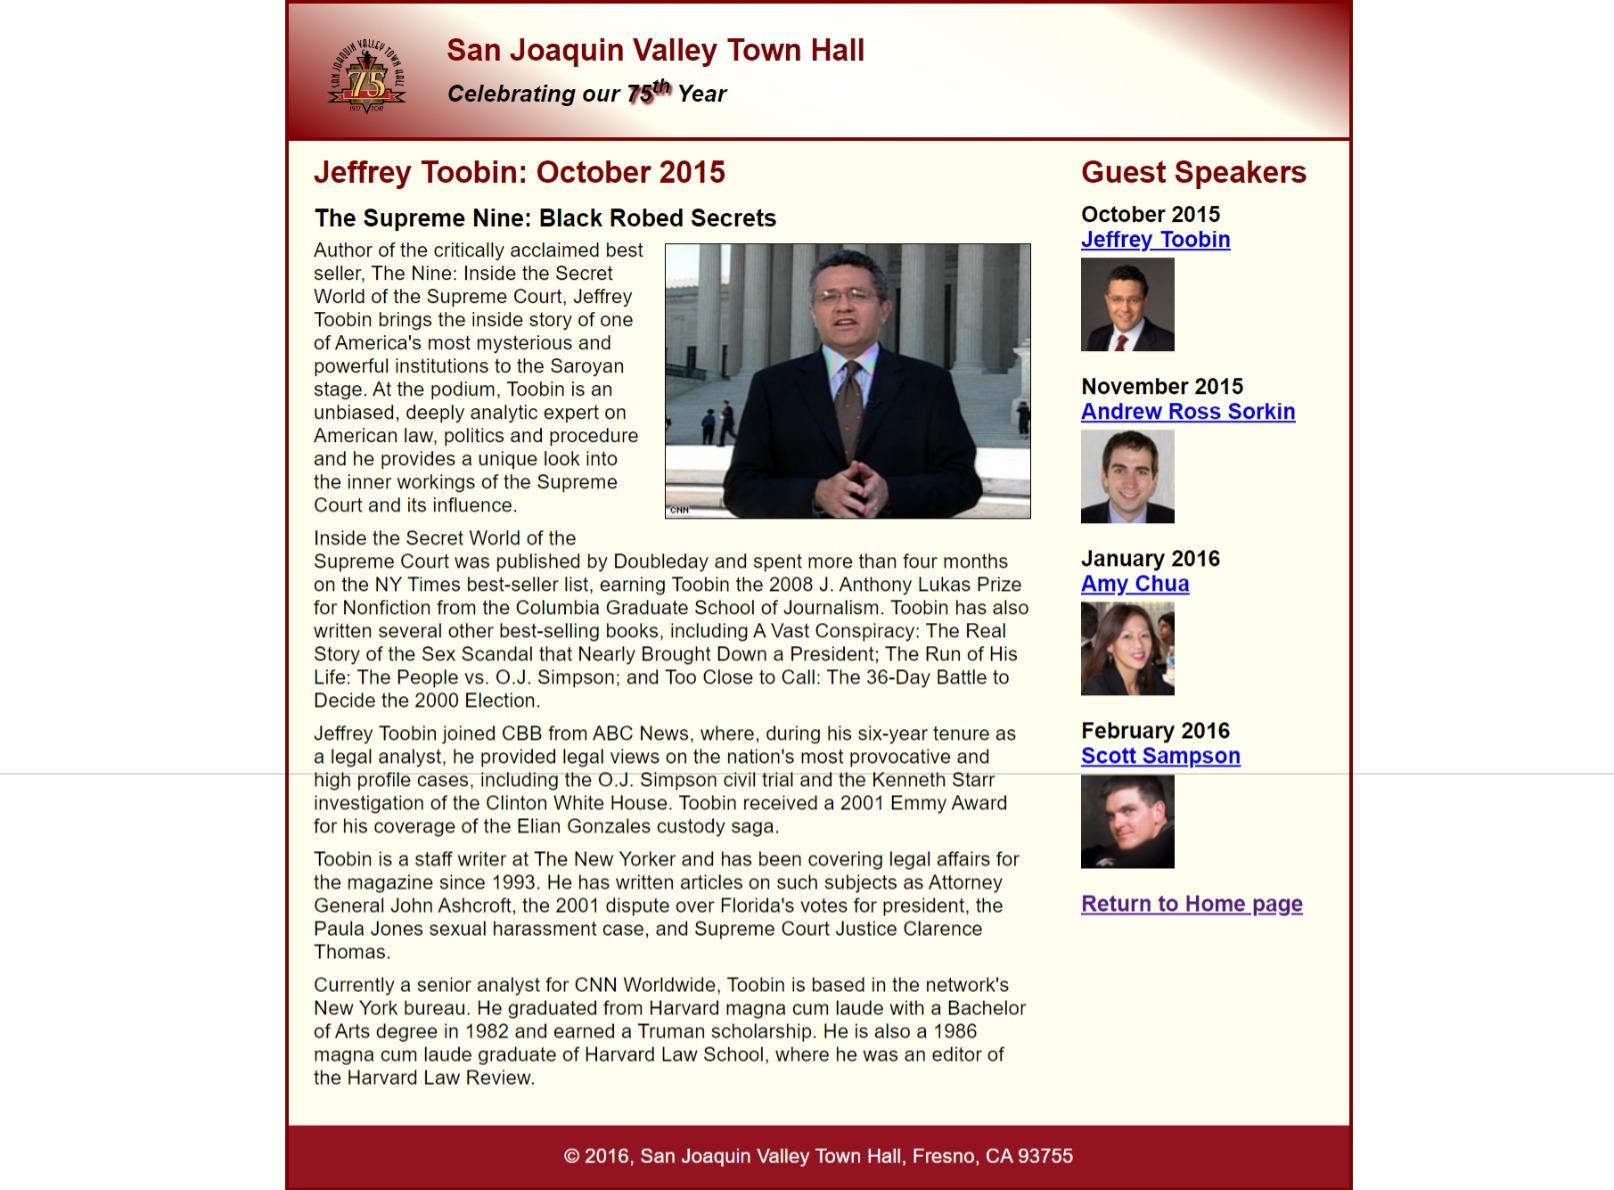 SAN JOAQUIN VALLEY TOWN HALL
75
San Joaquin Valley Town Hall
Celebrating our 75th Year
Jeffrey Toobin: October 2015
The Supreme Nine: Black Robed Secrets
Author of the critically acclaimed best
seller, The Nine: Inside the Secret
World of the Supreme Court, Jeffrey
Toobin brings the inside story of one
of America's most mysterious and
powerful institutions to the Saroyan
stage. At the podium, Toobin is an
unbiased, deeply analytic expert on
American law, politics and procedure
and he provides a unique look into
the inner workings of the Supreme
Court and its influence.
CNN
Inside the Secret World of the
Supreme Court was published by Doubleday and spent more than four months
on the NY Times best-seller list, earning Toobin the 2008 J. Anthony Lukas Prize
for Nonfiction from the Columbia Graduate School of Journalism. Toobin has also
written several other best-selling books, including A Vast Conspiracy: The Real
Story of the Sex Scandal that Nearly Brought Down a President; The Run of His
Life: The People vs. O.J. Simpson; and Too Close to Call: The 36-Day Battle to
Decide the 2000 Election.
Jeffrey Toobin joined CBB from ABC News, where, during his six-year tenure as
a legal analyst, he provided legal views on the nation's most provocative and
high profile cases, including the O.J. Simpson civil trial and the Kenneth Starr
investigation of the Clinton White House. Toobin received a 2001 Emmy Award
for his coverage of the Elian Gonzales custody saga.
Toobin is a staff writer at The New Yorker and has been covering legal affairs for
the magazine since 1993. He has written articles on such subjects as Attorney
General John Ashcroft, the 2001 dispute over Florida's votes for president, the
Paula Jones sexual harassment case, and Supreme Court Justice Clarence
Thomas.
Currently a senior analyst for CNN Worldwide, Toobin is based in the network's
New York bureau. He graduated from Harvard magna cum laude with a Bachelor
of Arts degree in 1982 and earned a Truman scholarship. He is also a 1986
magna cum laude graduate of Harvard Law School, where he was an editor of
the Harvard Law Review.
Guest Speakers
October 2015
Jeffrey Toobin
November 2015
Andrew Ross Sorkin
January 2016
Amy Chua
February 2016
Scott Sampson
Return to Home page
© 2016, San Joaquin Valley Town Hall, Fresno, CA 93755